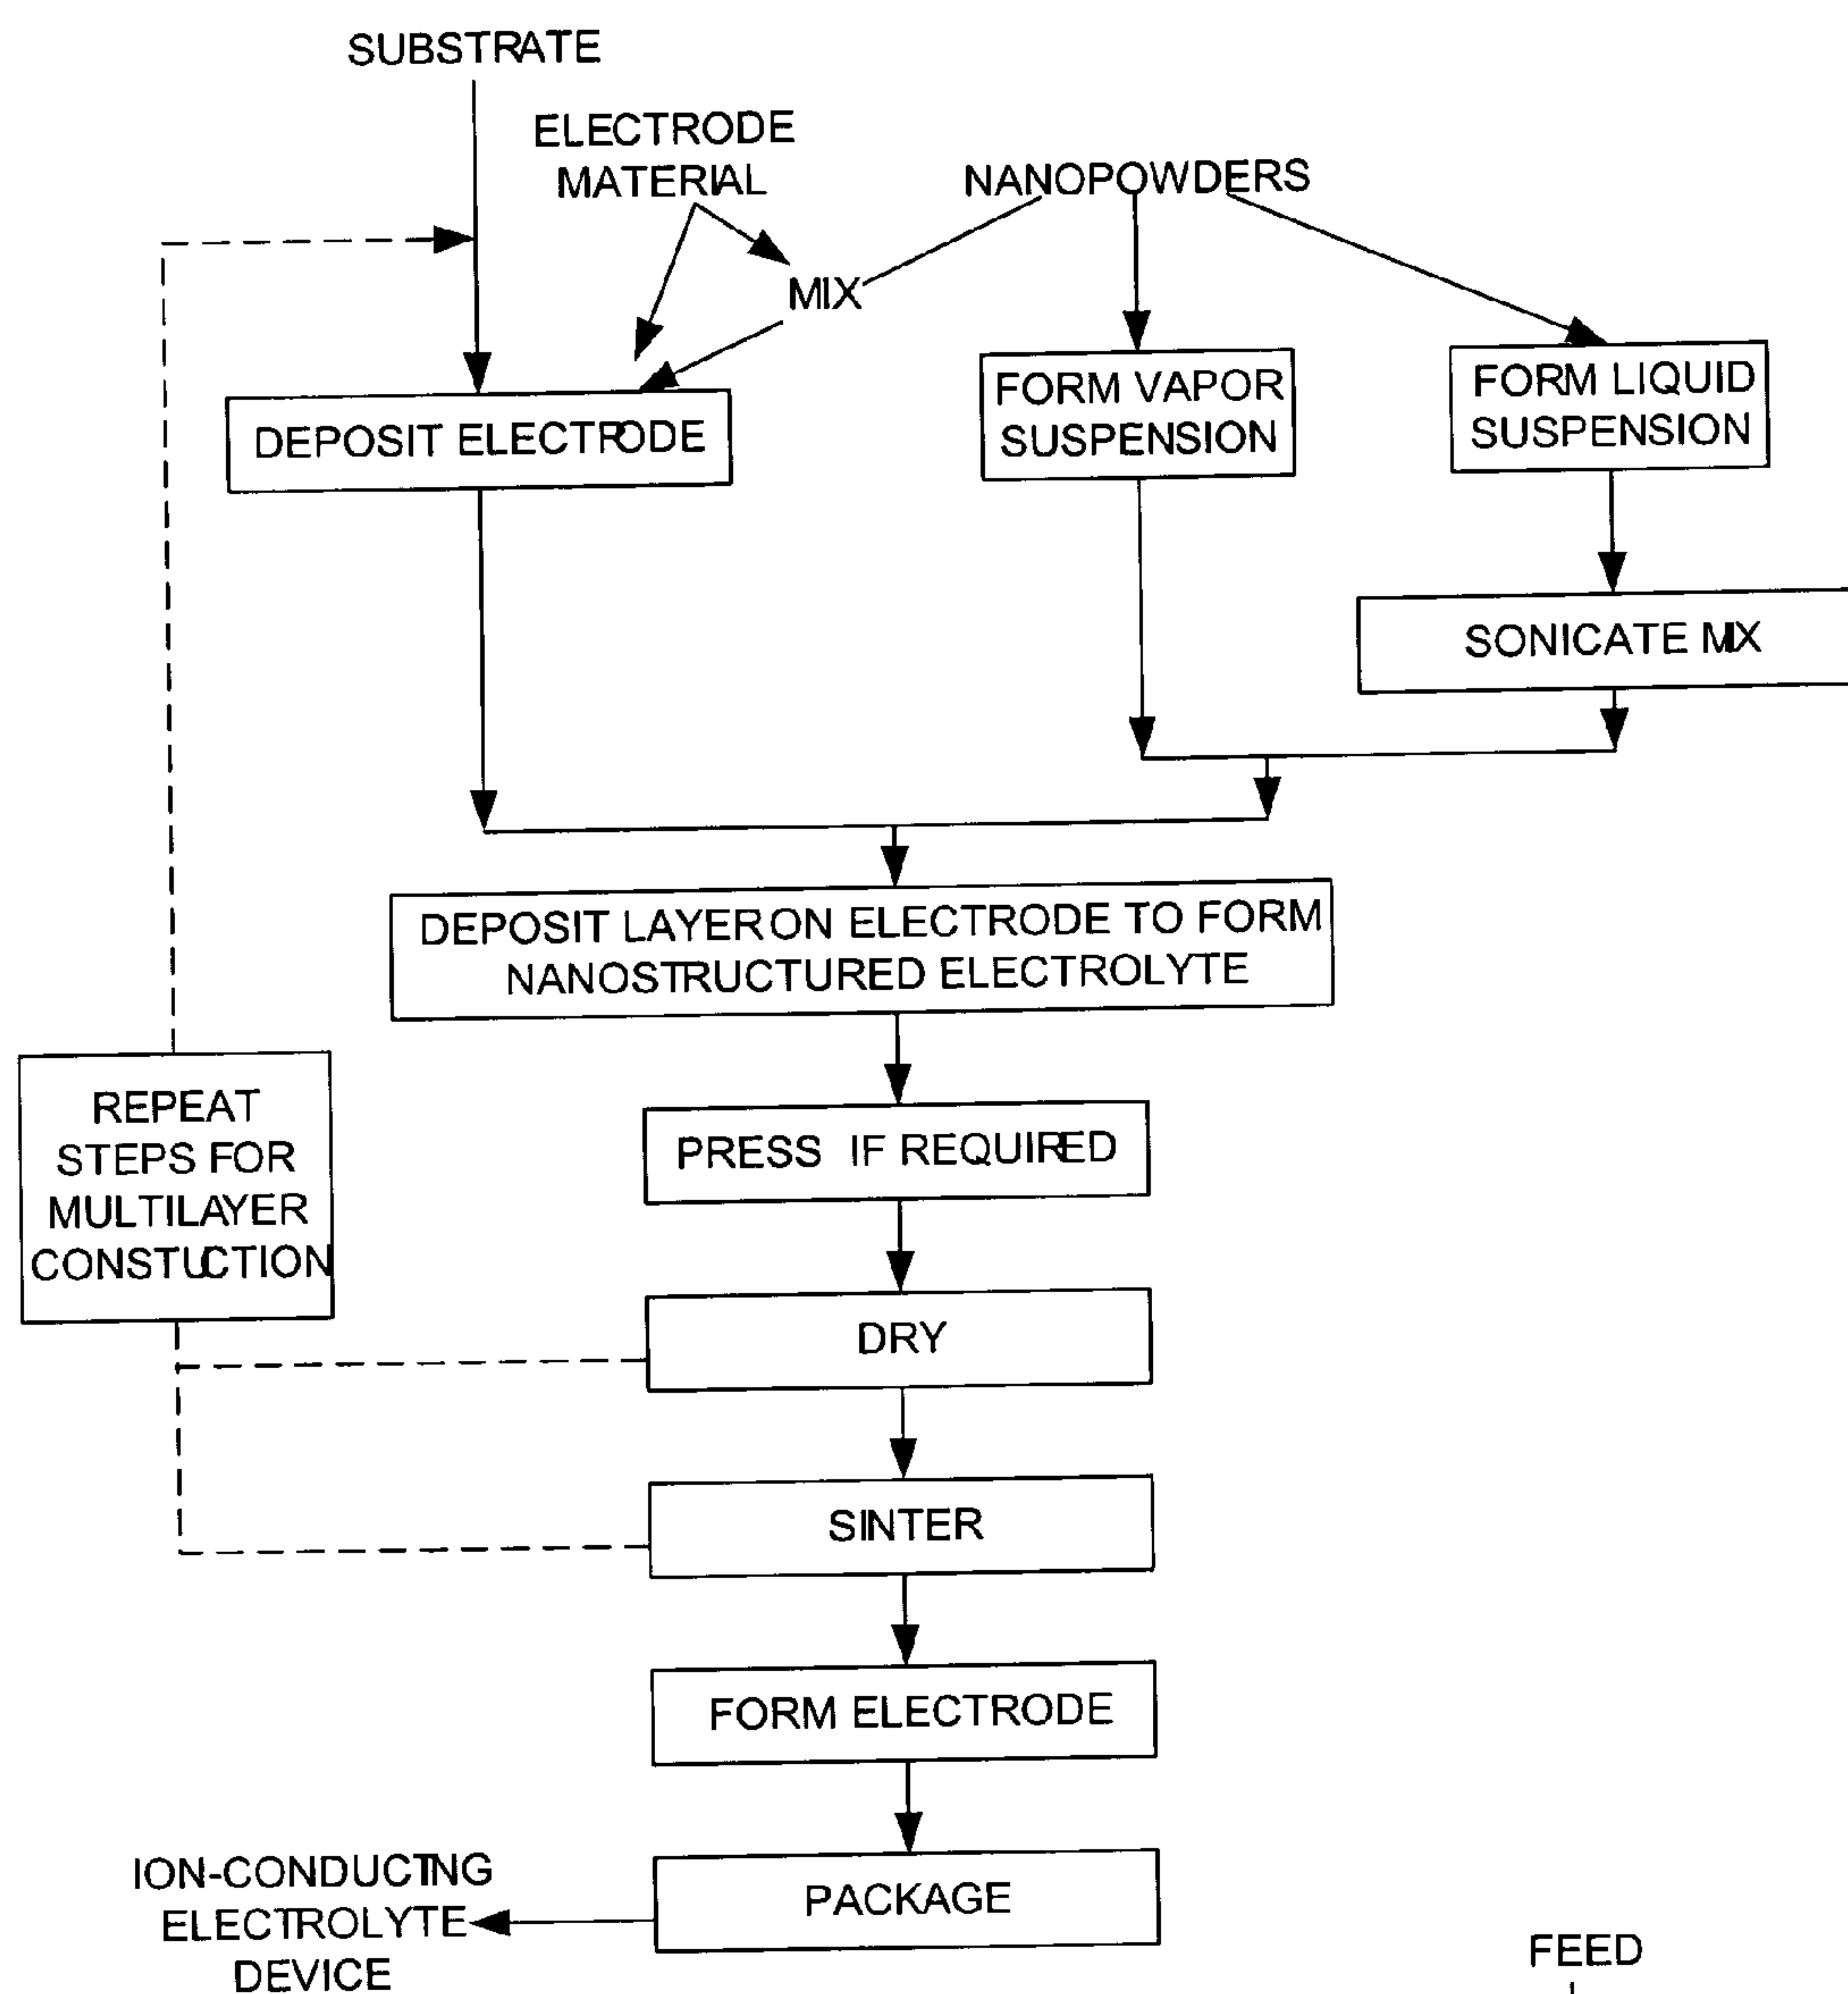 SUBSTRATE
ELECTRODE
MATERIAL
NANOPOWDERS
MIX
DEPOSIT ELECTRODE
FORM VAPOR
SUSPENSION
FORM LIQUID
SUSPENSION
SONICATE MIX
DEPOSIT LAYER ON ELECTRODE TO FORM
NANOSTRUCTURED ELECTROLYTE
REPEAT
STEPS FOR
MULTILAYER
CONSTUCTION
PRESS IF REQUIRED
DRY
SINTER
FORM ELECTRODE
PACKAGE
ION-CONDUCTING
ELECTROLYTE
DEVICE
FEED